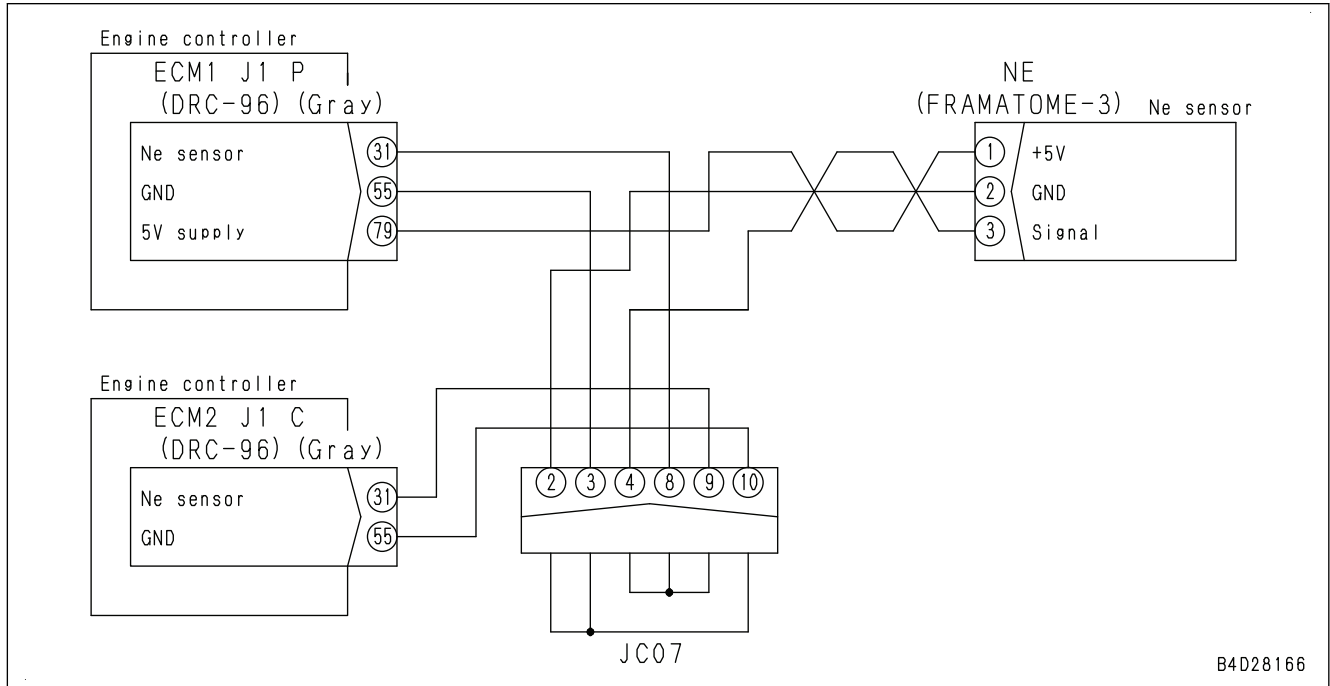 Engine controller
ECM1 J1 P
(DRC-96) (Gray)
Ne sensor 31
GND 55
5V supply 79
NE
(FRAMATOME-3) Ne sensor
1 +5V
2 GND
3 Signal
Engine controller
ECM2 J1 C
(DRC-96) (Gray)
Ne sensor 31
GND 55
2 3 4 8 9 10
JC07
B4D28166